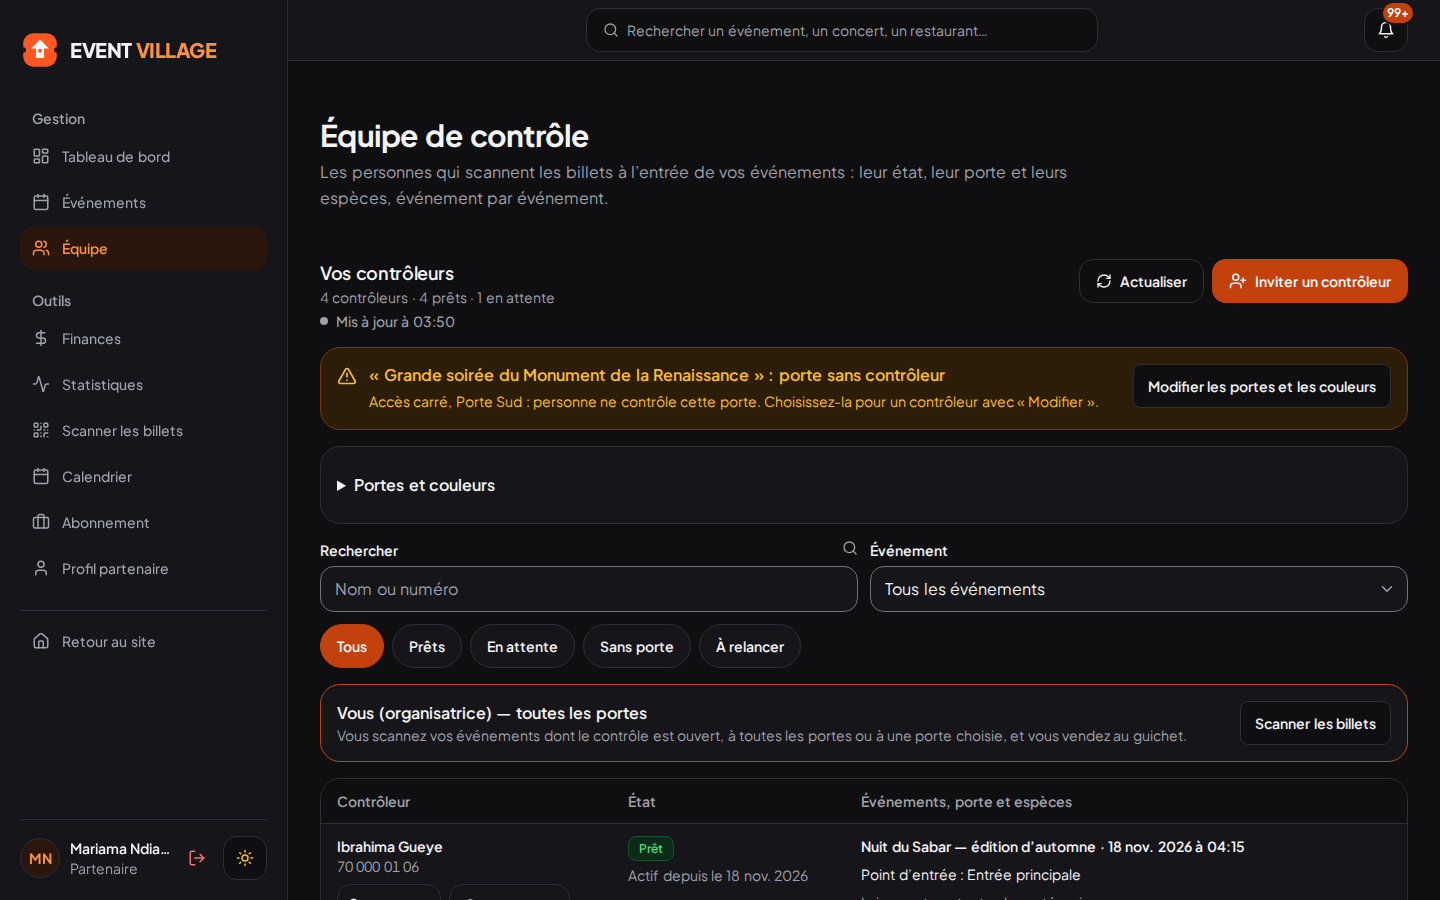 EVENT VILLAGE
Rechercher un événement, un concert, un restaurant...
99+
Gestion
Tableau de bord
Événements
Équipe
Outils
Finances
Statistiques
Scanner les billets
Calendrier
Abonnement
Profil partenaire
Retour au site
MN
Mariama Ndia...
Partenaire
Équipe de contrôle
Les personnes qui scannent les billets à l’entrée de vos événements : leur état, leur porte et leurs
espèces, événement par événement.
Vos contrôleurs
4 contrôleurs · 4 prêts · 1 en attente
Mis à jour à 03:50
Actualiser
Inviter un contrôleur
« Grande soirée du Monument de la Renaissance » : porte sans contrôleur
Accès carré, Porte Sud : personne ne contrôle cette porte. Choisissez-la pour un contrôleur avec « Modifier ».
Modifier les portes et les couleurs
Portes et couleurs
Rechercher
Nom ou numéro
Événement
Tous les événements
Tous
Prêts
En attente
Sans porte
À relancer
Vous (organisatrice) — toutes les portes
Vous scannez vos événements dont le contrôle est ouvert, à toutes les portes ou à une porte choisie, et vous vendez au guichet.
Scanner les billets
Contrôleur
État
Événements, porte et espèces
Ibrahima Gueye
70 000 01 06
Prêt
Actif depuis le 18 nov. 2026
Nuit du Sabar — édition d’automne · 18 nov. 2026 à 04:15
Point d’entrée : Entrée principale